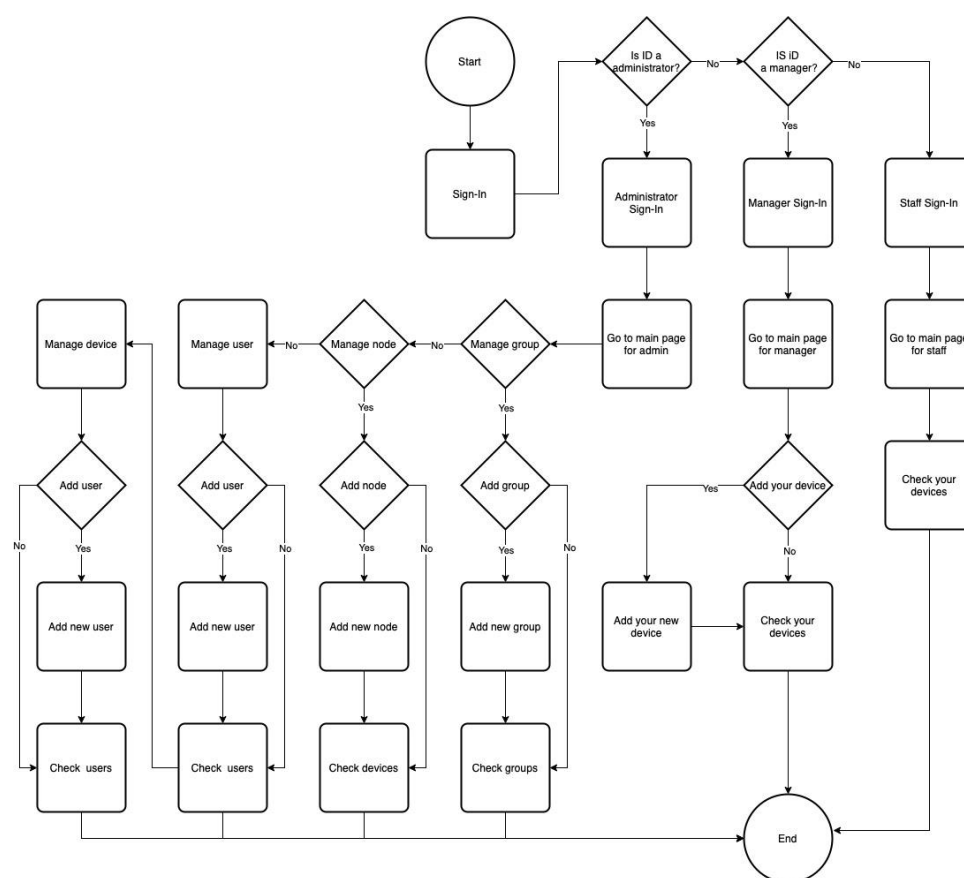 Start
Is ID a
administrator?
No
IS iD
a manager?
No
Yes
Yes
Sign-In
Administrator
Sign-In
Manager Sign-In
Staff Sign-In
Manage device
Manage user
No
Manage node
No
Manage group
Go to main page
for admin
Go to main page
for manager
Go to main page
for staff
Yes
Yes
Add user
Add user
Add node
Add group
Yes
Add your device
Check your
devices
No
Yes
Yes
No
Yes
No
Yes
No
No
Add new user
Add new user
Add new node
Add new group
Add your new
device
Check your
devices
Check users
Check users
Check devices
Check groups
End